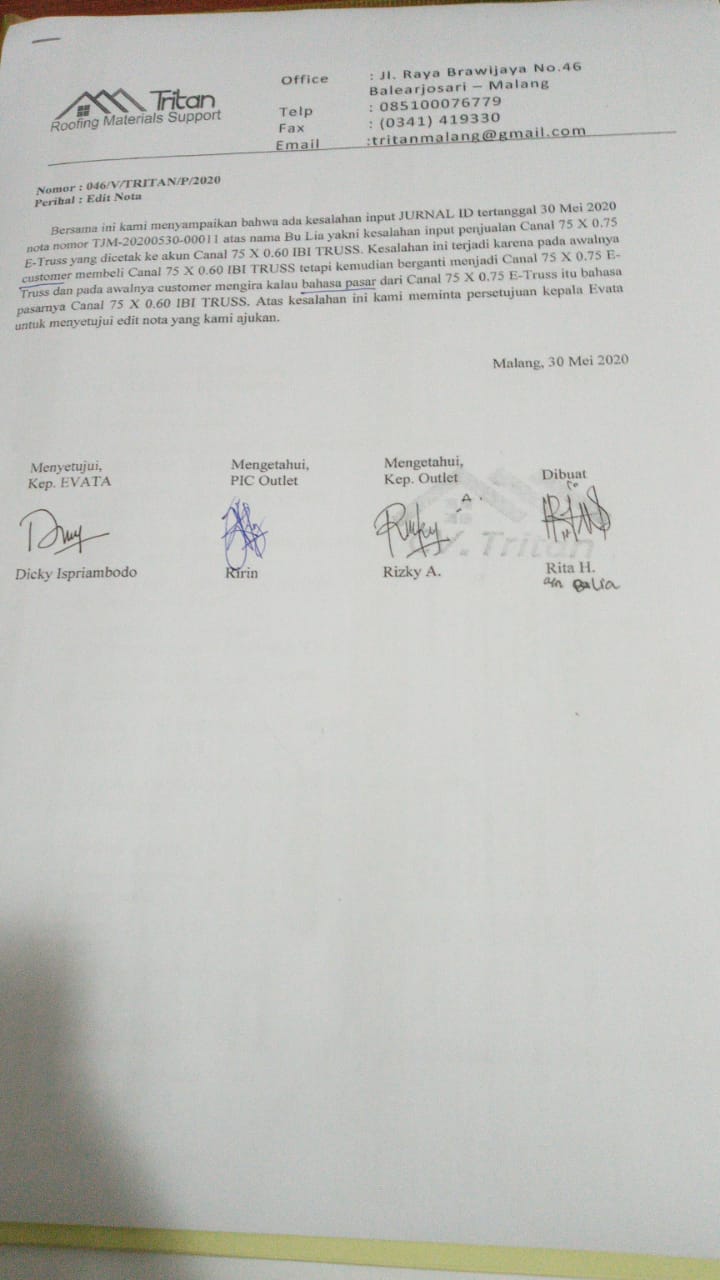 Tritan
Roofing Materials Support
Office : Jl. Raya Brawijaya No.46
Balearjosari – Malang
Telp : 085100076779
Fax : (0341) 419330
Email :tritanmalang@gmail.com
Nomor : 046/V/TRITAN/P/2020
Perihal : Edit Nota
Bersama ini kami menyampaikan bahwa ada kesalahan input JURNAL ID tertanggal 30 Mei 2020
nota nomor TJM-20200530-00011 atas nama Bu Lia yakni kesalahan input penjualan Canal 75 X 0.75
E-Truss yang dicetak ke akun Canal 75 X 0.60 IBI TRUSS. Kesalahan ini terjadi karena pada awalnya
customer membeli Canal 75 X 0.60 IBI TRUSS tetapi kemudian berganti menjadi Canal 75 X 0.75 E-
Truss dan pada awalnya customer mengira kalau bahasa pasar dari Canal 75 X 0.75 E-Truss itu bahasa
pasarnya Canal 75 X 0.60 IBI TRUSS. Atas kesalahan ini kami meminta persetujuan kepala Evata
untuk menyetujui edit nota yang kami ajukan.
Malang, 30 Mei 2020
Menyetujui, Mengetahui, Mengetahui, Dibuat
Kep. EVATA PIC Outlet Kep. Outlet
Rizky A.
CV. Tritan
Dicky Ispriambodo Ririn Rizky A. Rita H.
an Bu Lia